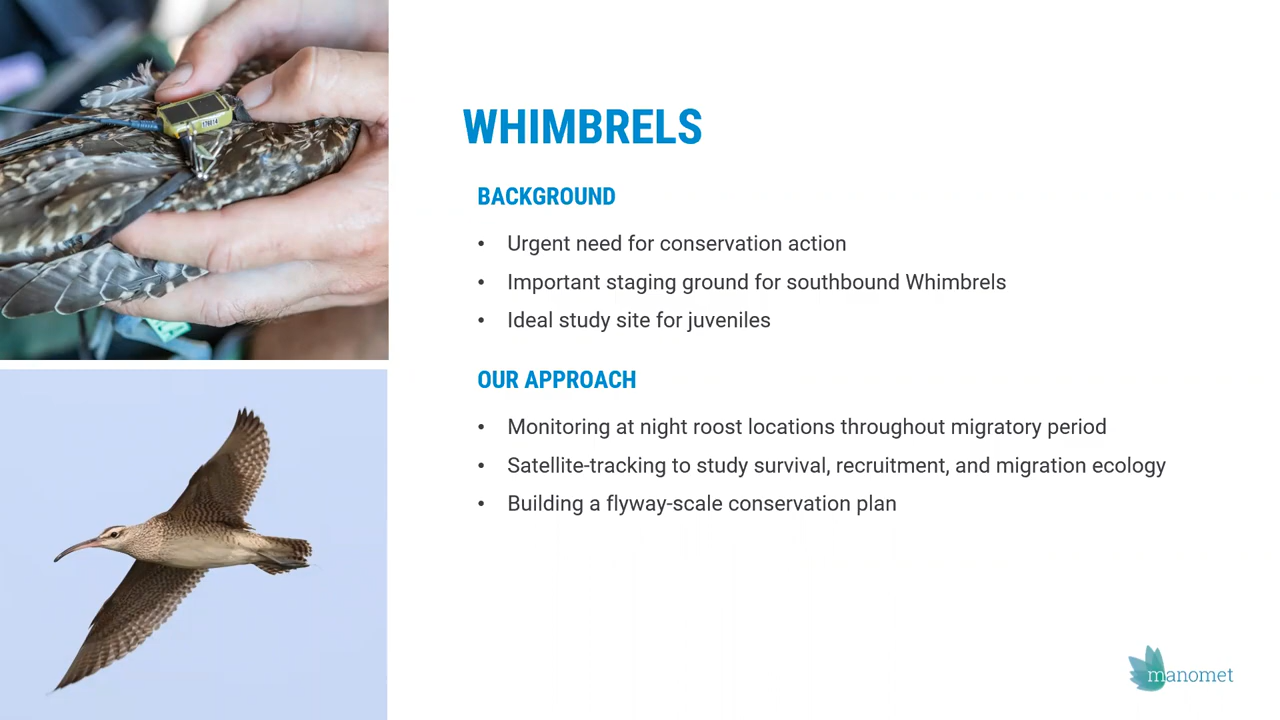 WHIMBRELS
BACKGROUND
• Urgent need for conservation action
• Important staging ground for southbound Whimbrels
• Ideal study site for juveniles
OUR APPROACH
• Monitoring at night roost locations throughout migratory period
• Satellite-tracking to study survival, recruitment, and migration ecology
• Building a flyway-scale conservation plan
manomet